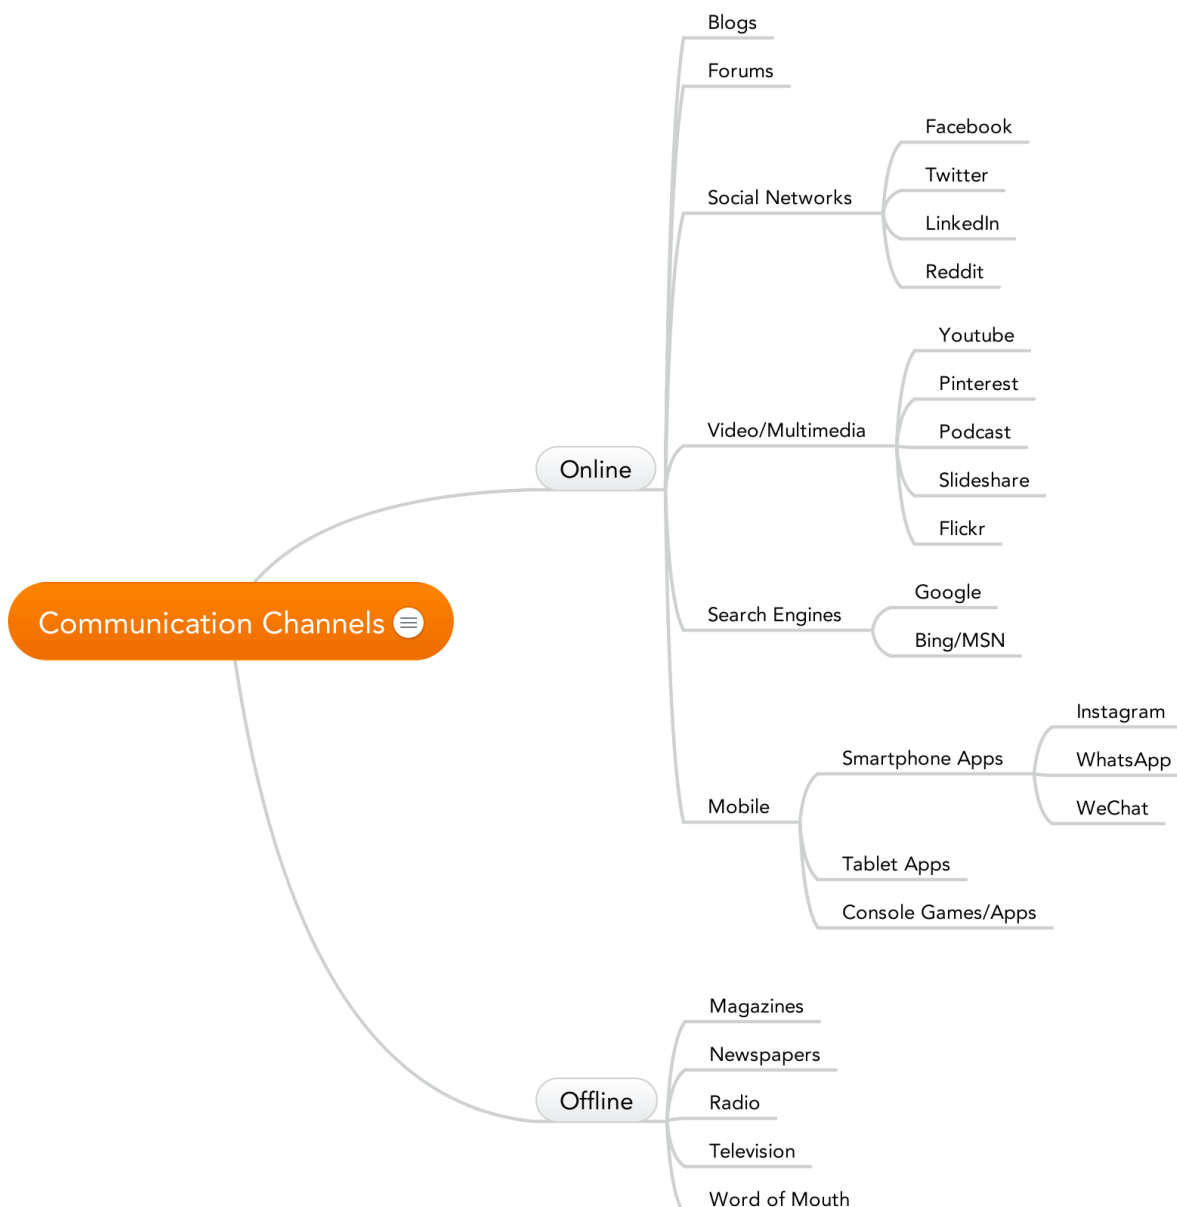 Blogs
Forums
Facebook
Twitter
Social Networks
LinkedIn
Reddit
Youtube
Pinterest
Video/Multimedia
Podcast
Online
Slideshare
Flickr
Google
Search Engines
Communication Channels
Bing/MSN
Instagram
Smartphone Apps
WhatsApp
Mobile
WeChat
Tablet Apps
Console Games/Apps
Magazines
Newspapers
Offline
Radio
Television
Word of Mouth